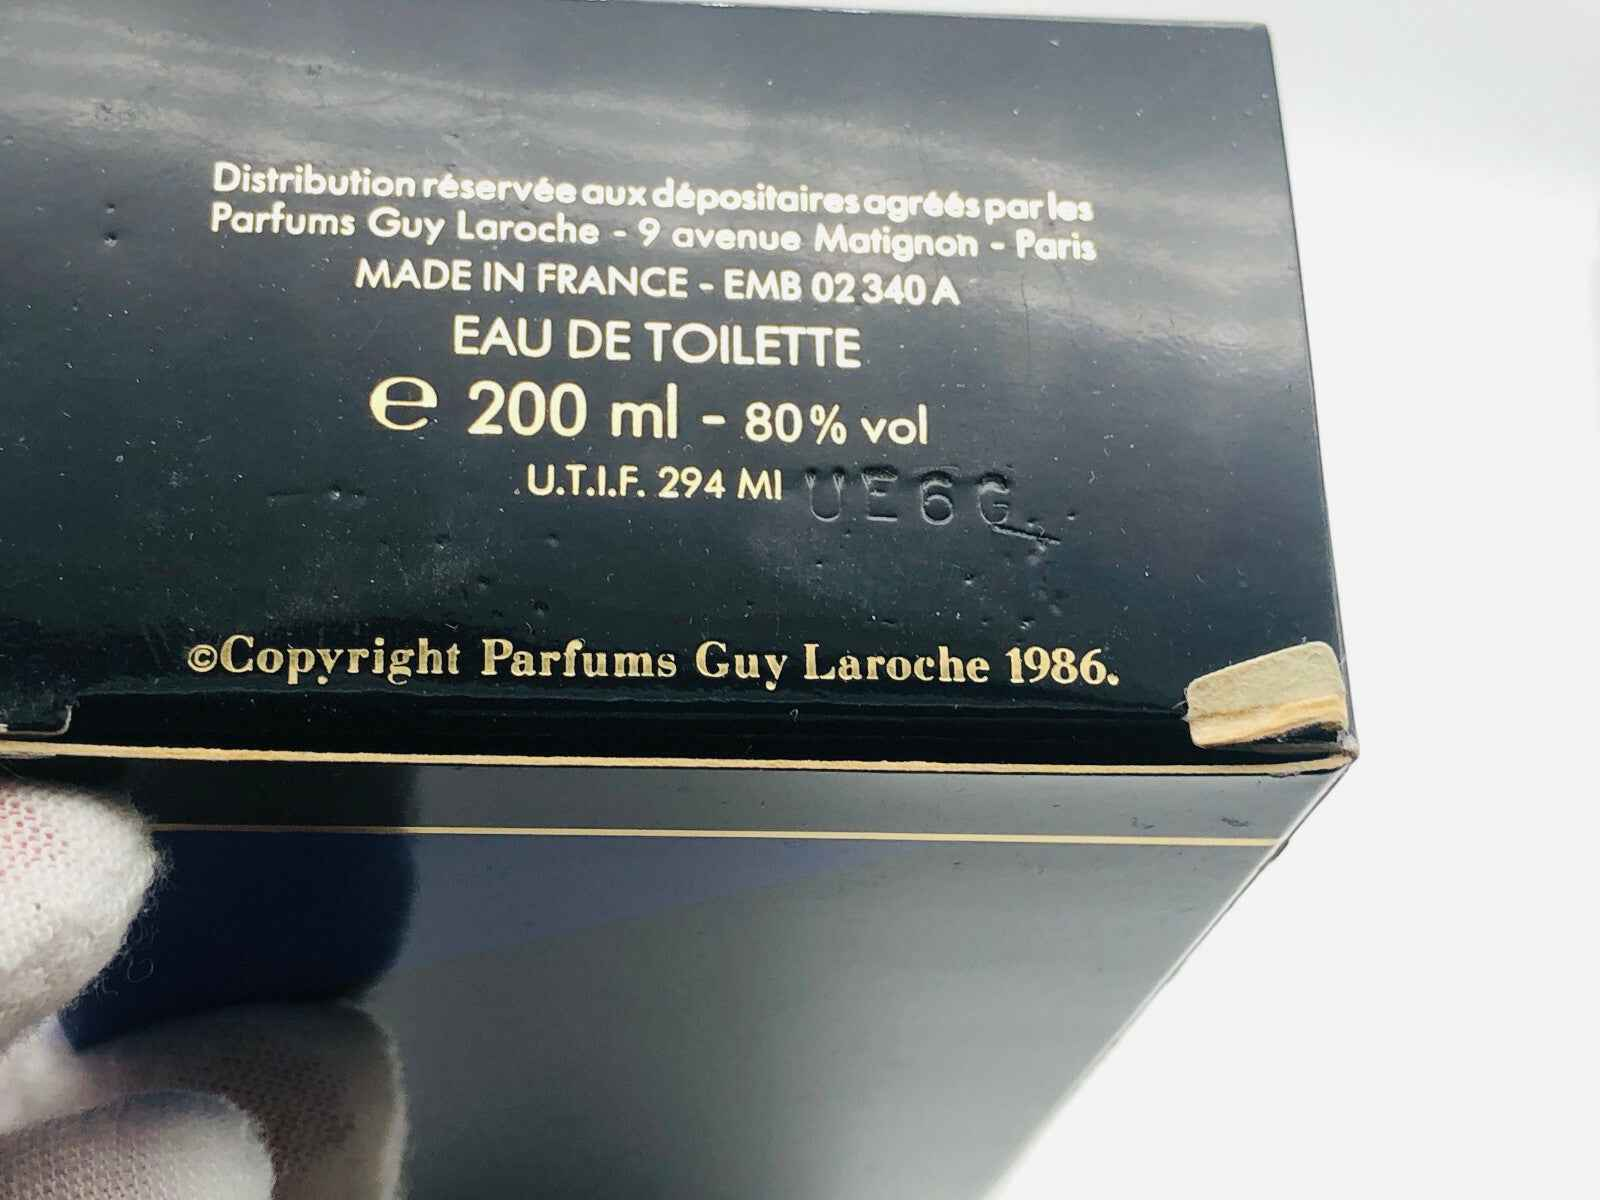 Distribution réservée aux dépositaires agréés par les
Parfums Guy Laroche - 9 avenue Matignon - Paris
MADE IN FRANCE - EMB 02 340 A
EAU DE TOILETTE
℮ 200 ml - 80% vol
U.T.I.F. 294 MI UE6G
©Copyright Parfums Guy Laroche 1986.